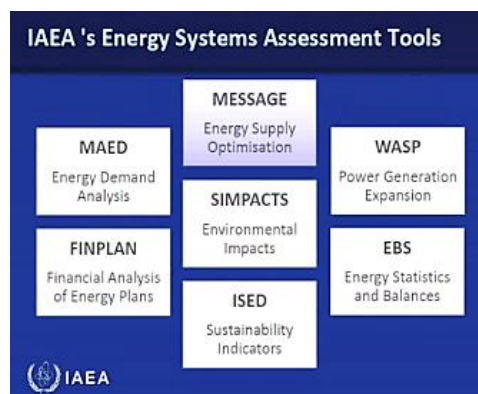 IAEA 's Energy Systems Assessment Tools
MESSAGE
Energy Supply
Optimisation
MAED
Energy Demand
Analysis
WASP
Power Generation
Expansion
SIMPACTS
Environmental
Impacts
FINPLAN
Financial Analysis
of Energy Plans
EBS
Energy Statistics
and Balances
ISED
Sustainability
Indicators
IAEA